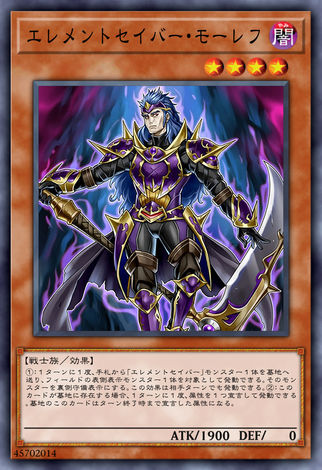 エレメントセイバー・モーレフ
やみ
闇
【戦士族／効果】
①：１ターンに１度、手札から「エレメントセイバー」モンスター１体を墓地へ
送り、フィールドの表側表示モンスター１体を対象として発動できる。そのモン
スターを裏側守備表示にする。この効果は相手ターンでも発動できる。②：この
カードが墓地に存在する場合、１ターンに１度、属性を１つ宣言して発動できる。
墓地のこのカードはターン終了時まで宣言した属性になる。
ATK/1900 DEF/ 0
45702014